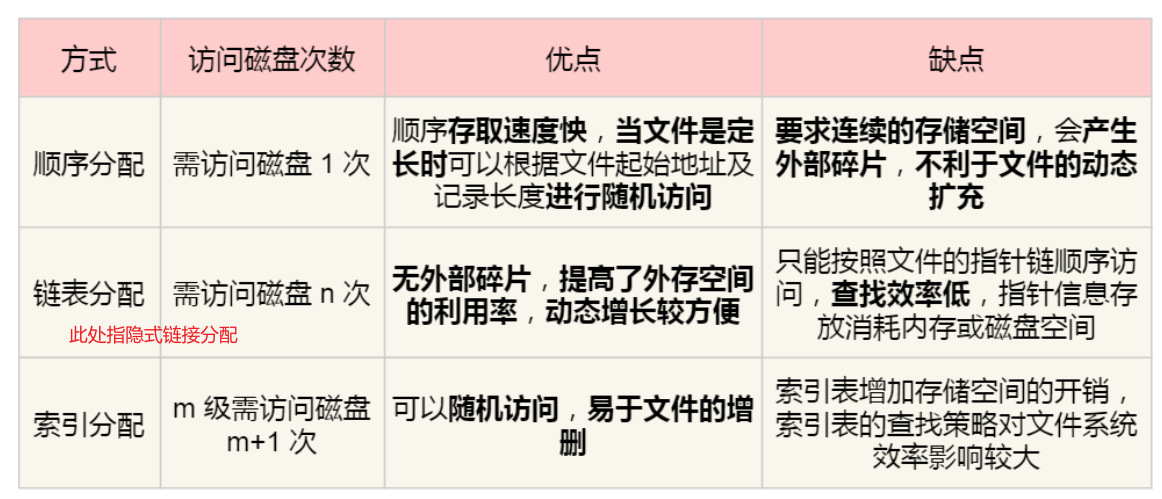 方式 访问磁盘次数 优点 缺点
顺序分配
需访问磁盘 1 次
顺序存取速度快，当文件是定
长时可以根据文件起始地址及
记录长度进行随机访问
要求连续的存储空间，会产生
外部碎片，不利于文件的动态
扩充
链表分配
此处指隐式链接分配
需访问磁盘 n 次
无外部碎片，提高了外存空间
的利用率，动态增长较方便
只能按照文件的指针链顺序访
问，查找效率低，指针信息存
放消耗内存或磁盘空间
索引分配
m 级需访问磁盘
m+1 次
可以随机访问，易于文件的增
删
索引表增加存储空间的开销，
索引表的查找策略对文件系统
效率影响较大